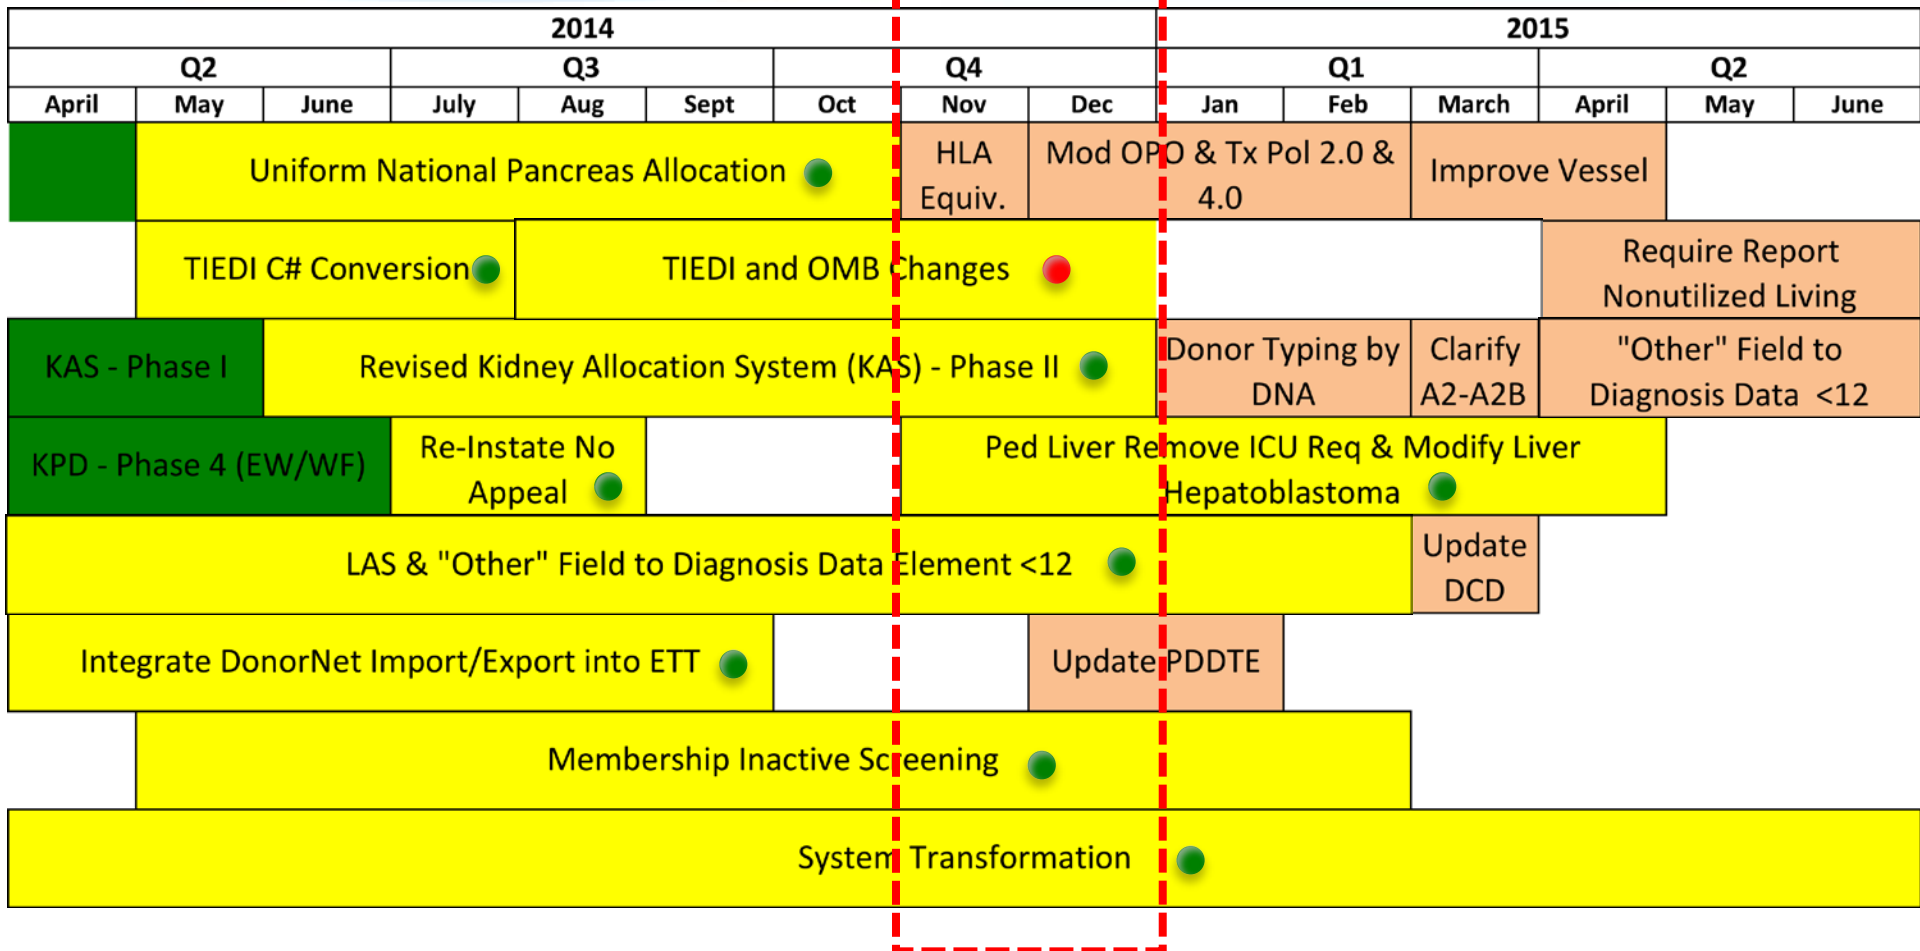 2014
2015
Q2
Q3
Q4
Q1
Q2
April
May
June
July
Aug
Sept
Oct
Nov
Dec
Jan
Feb
March
April
May
June
Uniform National Pancreas Allocation
HLA
Equiv.
Mod OPO & Tx Pol 2.0 &
4.0
Improve Vessel
TIEDI C# Conversion
TIEDI and OMB Changes
Require Report
Nonutilized Living
KAS - Phase I
Revised Kidney Allocation System (KAS) - Phase II
Donor Typing by
DNA
Clarify
A2-A2B
"Other" Field to
Diagnosis Data <12
KPD - Phase 4 (EW/WF)
Re-Instate No
Appeal
Ped Liver Remove ICU Req & Modify Liver
Hepatoblastoma
LAS & "Other" Field to Diagnosis Data Element <12
Update
DCD
Integrate DonorNet Import/Export into ETT
Update PDDTE
Membership Inactive Screening
System Transformation